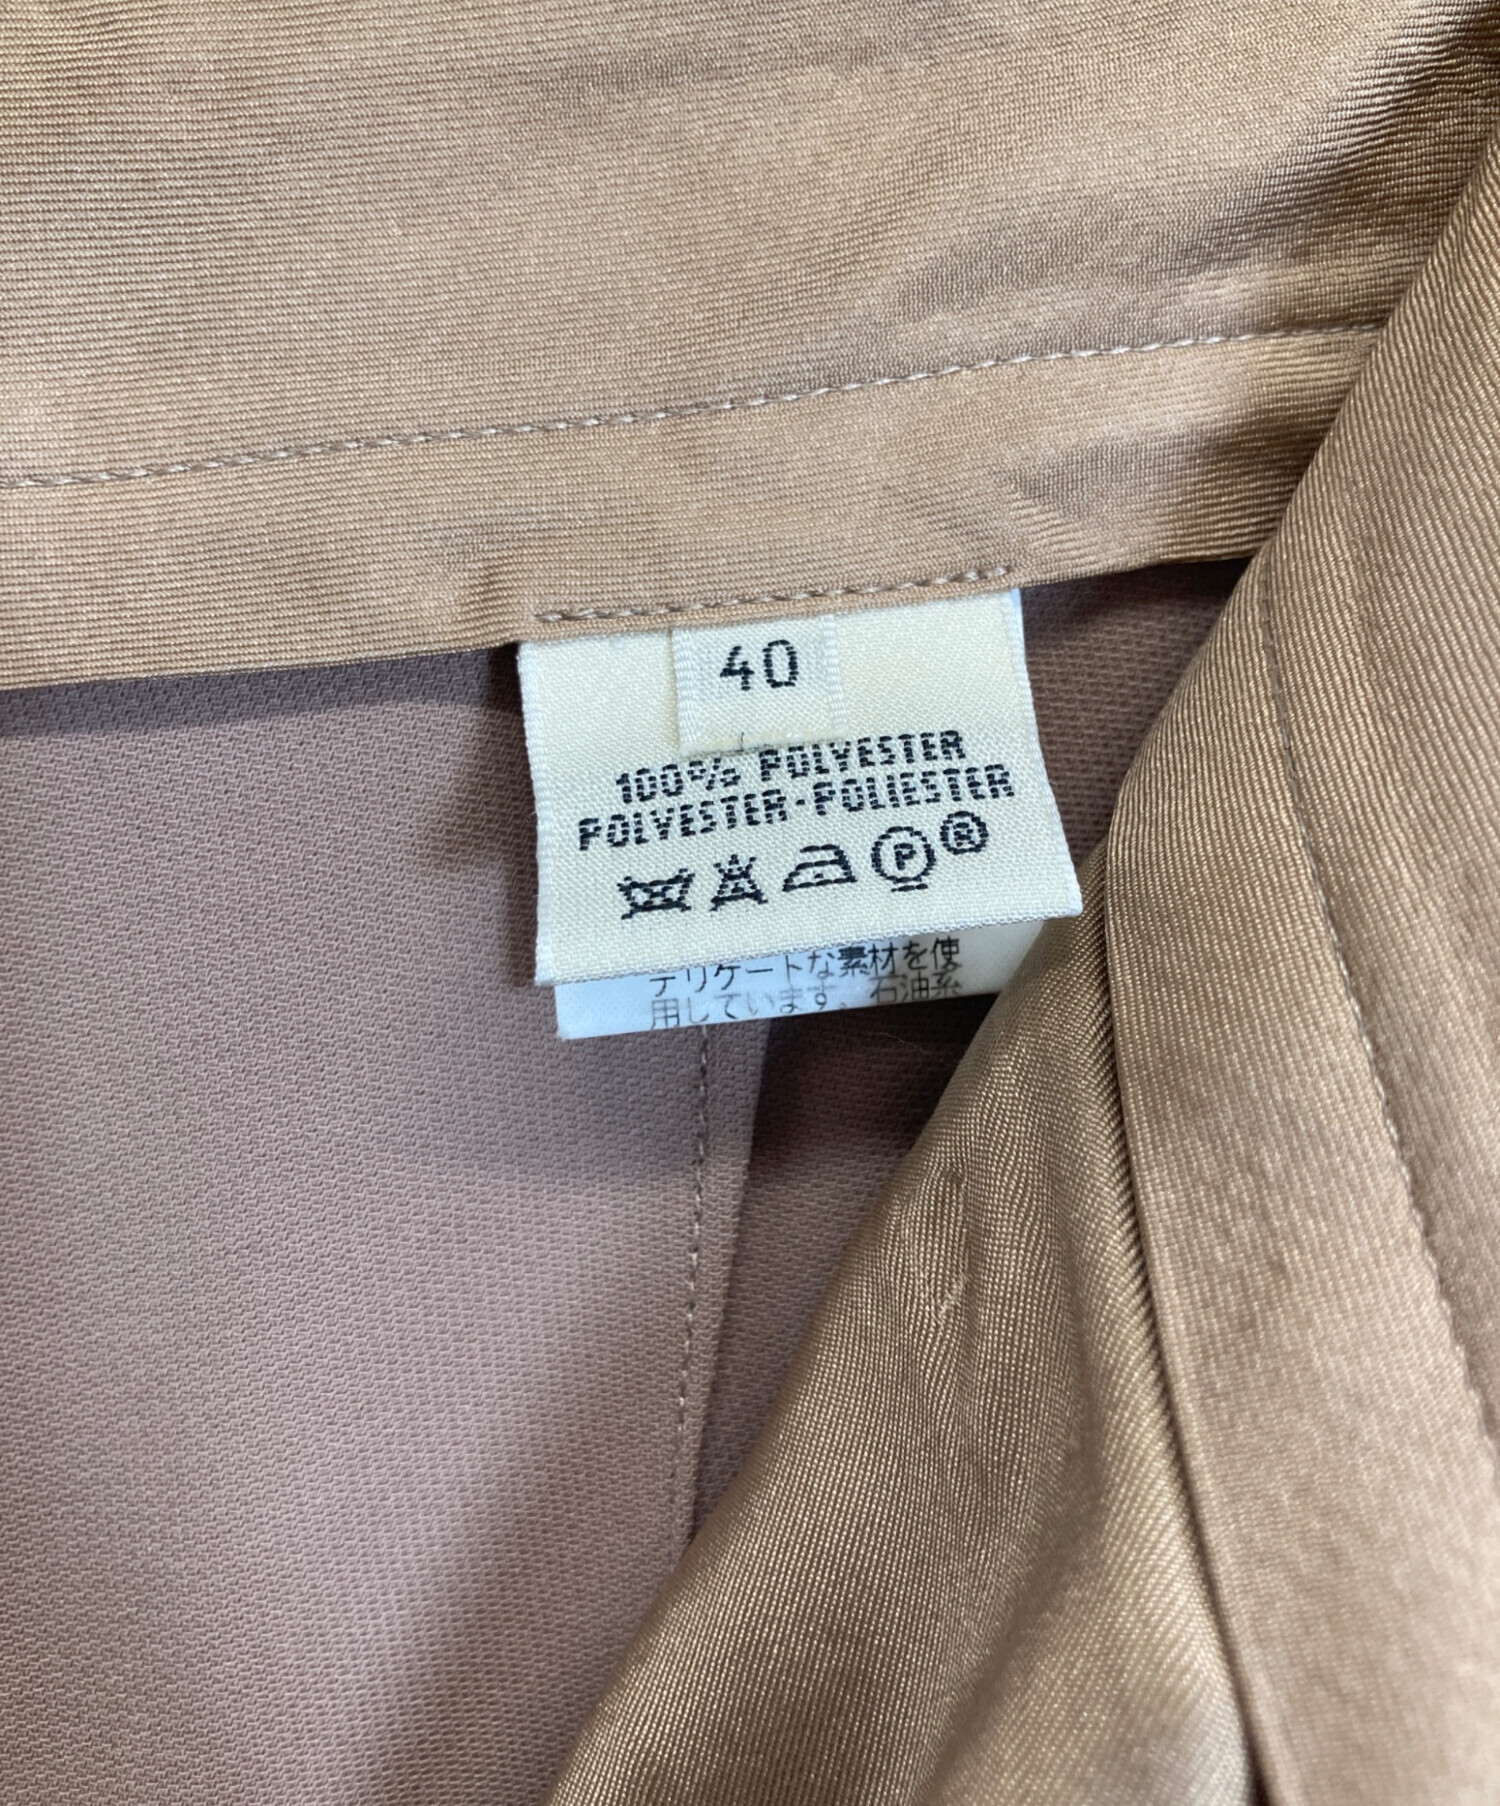 40
100% POLYESTER
POLYESTER·POLIESTER
P ®
デリケートな素材を使
用しています。石油系